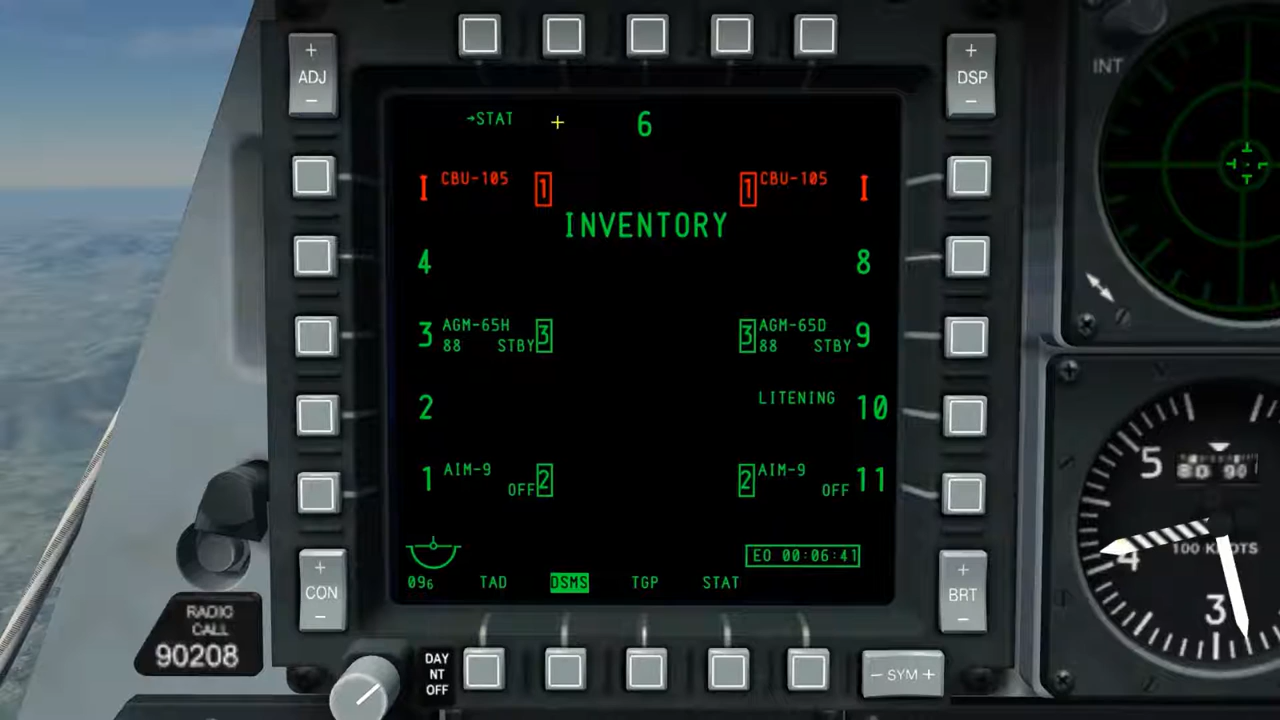 INT
+ ADJ −
+ DSP −
→STAT + 6
I CBU-105 1
1 CBU-105 I
INVENTORY
4 8
3 AGM-65H 3
88 STBY
3 AGM-65D 9
88 STBY
2 LITENING 10
1 AIM-9 2
OFF
2 AIM-9 11
OFF
EO 00:06:41
096 TAD DSMS TGP STAT
+ CON −
+ BRT −
RADIO
CALL
90208
DAY
NT
OFF
− SYM +
5
4
3
100 KNOTS